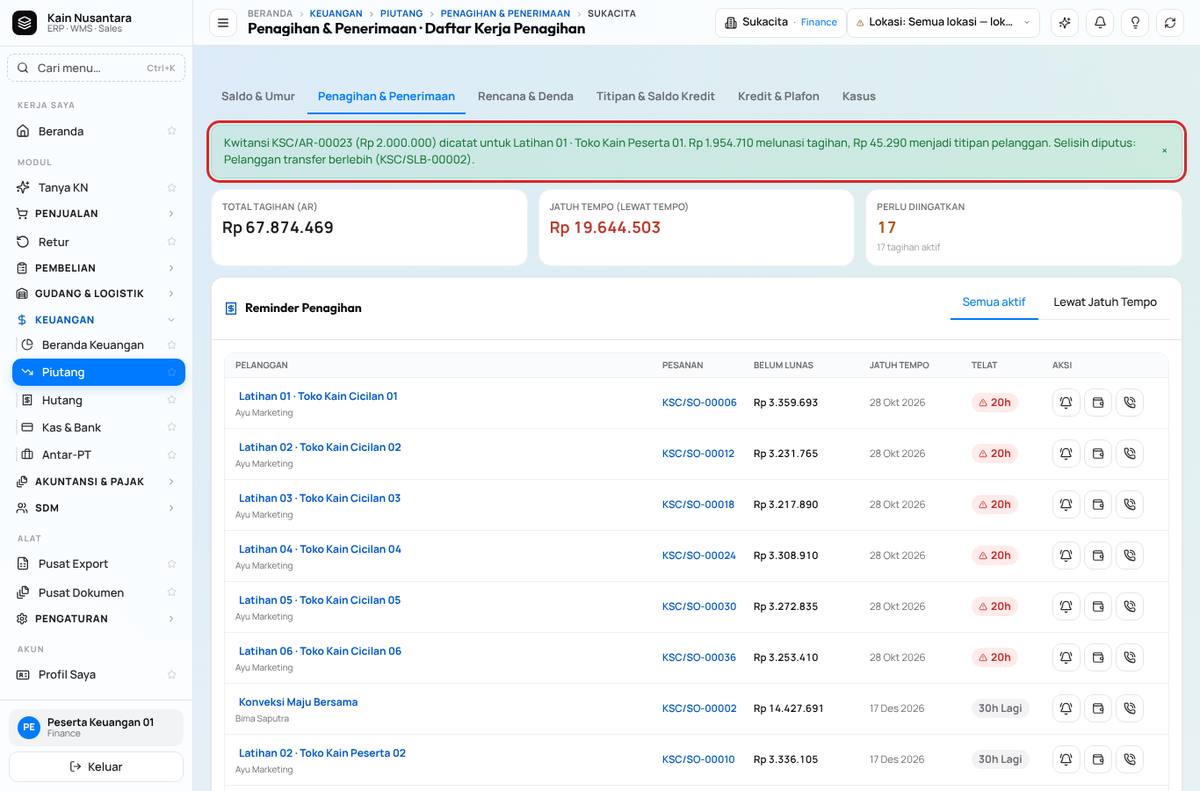 Kain Nusantara
ERP · WMS · Sales
Cari menu...
Ctrl+K
KERJA SAYA
Beranda
MODUL
Tanya KN
PENJUALAN
Retur
PEMBELIAN
GUDANG & LOGISTIK
KEUANGAN
Beranda Keuangan
Piutang
Hutang
Kas & Bank
Antar-PT
AKUNTANSI & PAJAK
SDM
ALAT
Pusat Export
Pusat Dokumen
PENGATURAN
AKUN
Profil Saya
PE
Peserta Keuangan 01
Finance
Keluar
BERANDA › KEUANGAN › PIUTANG › PENAGIHAN & PENERIMAAN › SUKACITA
Penagihan & Penerimaan · Daftar Kerja Penagihan
Sukacita · Finance
Lokasi: Semua lokasi — lok...
Saldo & Umur
Penagihan & Penerimaan
Rencana & Denda
Titipan & Saldo Kredit
Kredit & Plafon
Kasus
Kwitansi KSC/AR-00023 (Rp 2.000.000) dicatat untuk Latihan 01 · Toko Kain Peserta 01. Rp 1.954.710 melunasi tagihan, Rp 45.290 menjadi titipan pelanggan. Selisih diputus:
Pelanggan transfer berlebih (KSC/SLB-00002).
×
TOTAL TAGIHAN (AR)
Rp 67.874.469
JATUH TEMPO (LEWAT TEMPO)
Rp 19.644.503
PERLU DIINGATKAN
17
17 tagihan aktif
Reminder Penagihan
Semua aktif
Lewat Jatuh Tempo
PELANGGAN PESANAN BELUM LUNAS JATUH TEMPO TELAT AKSI
Latihan 01 · Toko Kain Cicilan 01
Ayu Marketing
KSC/SO-00006 Rp 3.359.693 28 Okt 2026 20h
Latihan 02 · Toko Kain Cicilan 02
Ayu Marketing
KSC/SO-00012 Rp 3.231.765 28 Okt 2026 20h
Latihan 03 · Toko Kain Cicilan 03
Ayu Marketing
KSC/SO-00018 Rp 3.217.890 28 Okt 2026 20h
Latihan 04 · Toko Kain Cicilan 04
Ayu Marketing
KSC/SO-00024 Rp 3.308.910 28 Okt 2026 20h
Latihan 05 · Toko Kain Cicilan 05
Ayu Marketing
KSC/SO-00030 Rp 3.272.835 28 Okt 2026 20h
Latihan 06 · Toko Kain Cicilan 06
Ayu Marketing
KSC/SO-00036 Rp 3.253.410 28 Okt 2026 20h
Konveksi Maju Bersama
Bima Saputra
KSC/SO-00002 Rp 14.427.691 17 Des 2026 30h Lagi
Latihan 02 · Toko Kain Peserta 02
Ayu Marketing
KSC/SO-00010 Rp 3.336.105 17 Des 2026 30h Lagi